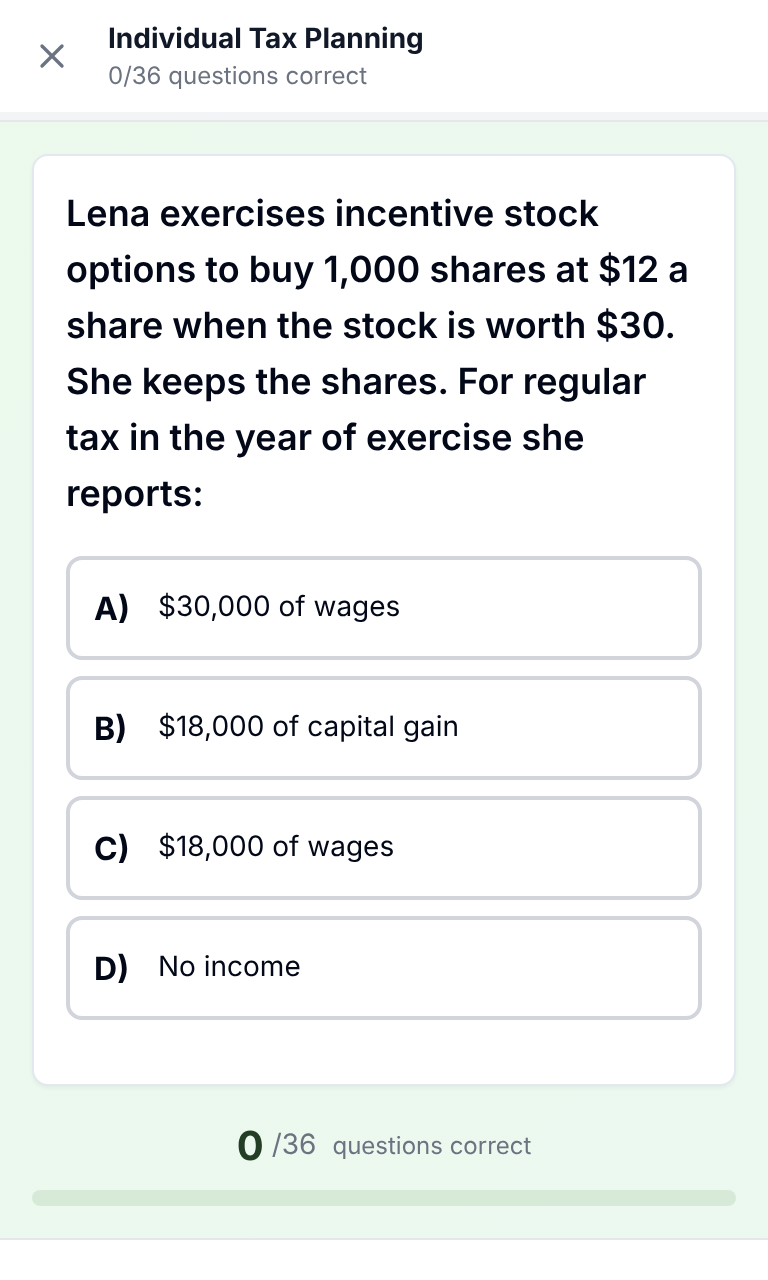 Individual Tax Planning
0/36 questions correct
Lena exercises incentive stock
options to buy 1,000 shares at $12 a
share when the stock is worth $30.
She keeps the shares. For regular
tax in the year of exercise she
reports:
A) $30,000 of wages
B) $18,000 of capital gain
C) $18,000 of wages
D) No income
0 /36 questions correct